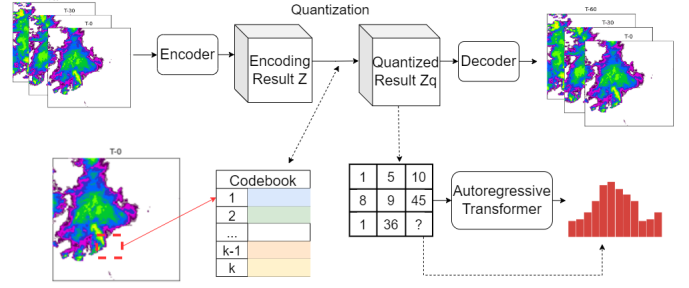 Quantization
T-30
T-0
Encoder
Encoding
Result Z
Quantized
Result Zq
Decoder
T-60
T-30
T-0
T-0
Codebook
1
2
...
k-1
k
1 5 10
8 9 45
1 36 ?
Autoregressive
Transformer